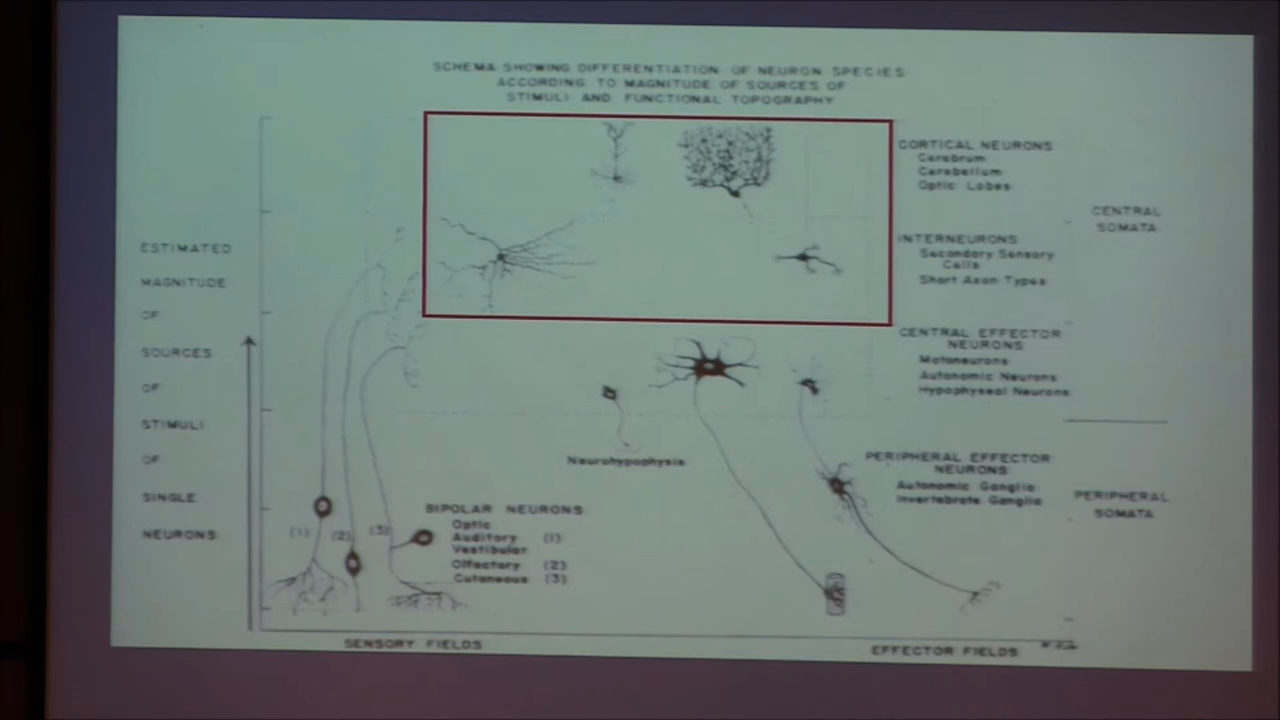 SCHEMA SHOWING DIFFERENTIATION OF NEURON SPECIES
ACCORDING TO MAGNITUDE OF SOURCES OF
STIMULI AND FUNCTIONAL TOPOGRAPHY
CORTICAL NEURONS
Cerebrum
Cerebellum
Optic Lobes
CENTRAL
SOMATA
INTERNEURONS
Secondary Sensory
Cells
Short Axon Types
ESTIMATED
MAGNITUDE
OF
SOURCES
OF
STIMULI
OF
SINGLE
NEURONS
CENTRAL EFFECTOR
NEURONS
Motoneurons
Autonomic Neurons
Hypophyseal Neurons
Neurohypophysis
PERIPHERAL EFFECTOR
NEURONS
Autonomic Ganglia
Invertebrate Ganglia
PERIPHERAL
SOMATA
(1)
(2)
(3)
BIPOLAR NEURONS
Optic
Auditory (1)
Vestibular
Olfactory (2)
Cutaneous (3)
SENSORY FIELDS
EFFECTOR FIELDS